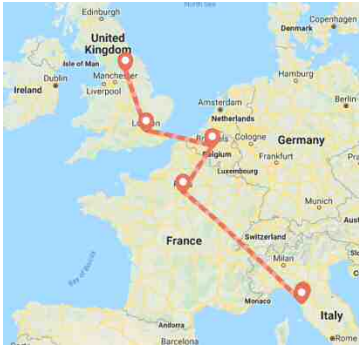 North Sea
Edinburgh
Copenhagen
United
Kingdom
Denmark
Isle of Man
Dublin
Manchester
Hamburg
Ireland
Liverpool
Amsterdam
Berlin
London
Netherlands
Cologne
Germany
Belgium
Frankfurt
Luxembourg
Munich
France
Switzerland
Milan
Bay of Biscay
Monaco
Italy
Andorra
Rome
Barcelona